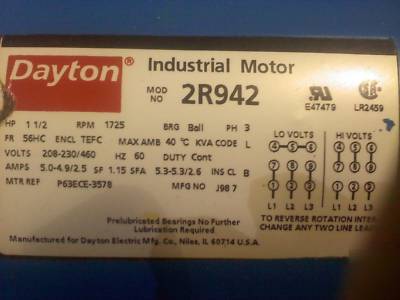 Dayton®
Industrial Motor
MOD NO 2R942
E47479 LR2459
HP 1 1/2 RPM 1725 BRG Ball PH 3
FR 56HC ENCL TEFC MAX AMB 40 °C KVA CODE L
VOLTS 208-230/460 HZ 60 DUTY Cont
AMPS 5.0-4.9/2.5 SF 1.15 SFA 5.3-5.3/2.6 INS CL B
MTR REF P63ECE-3578 MFG NO J98 7
LO VOLTS HI VOLTS
4 5 6 4 5 6
7 8 9 7 8 9
1 2 3 1 2 3
L1 L2 L3 L1 L2 L3
TO REVERSE ROTATION INTER
CHANGE ANY TWO LINE LEA
Prelubricated Bearings No Further
Lubrication Required
Manufactured for Dayton Electric Mfg. Co., Niles, IL 60714 U.S.A.